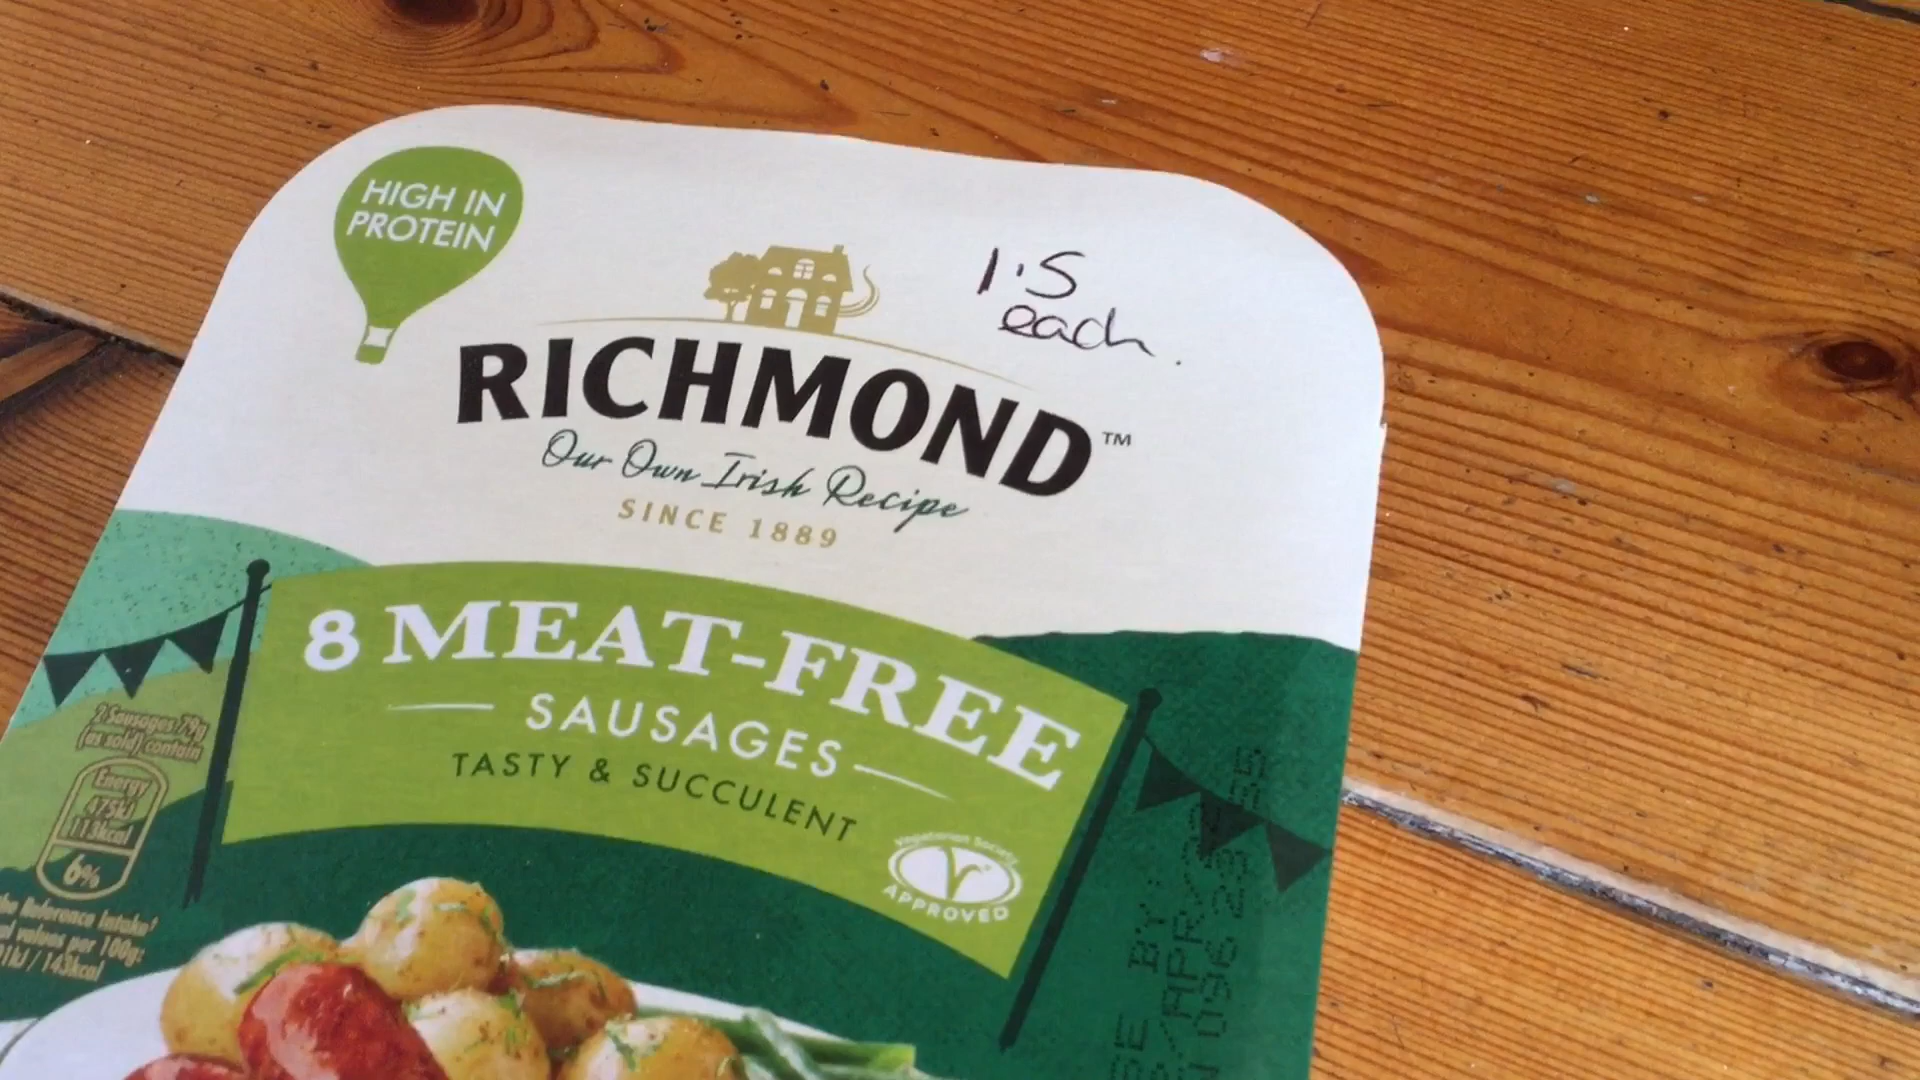 HIGH IN
PROTEIN
1.5
each.
RICHMOND™
Our Own Irish Recipe
SINCE 1889
8 MEAT-FREE
SAUSAGES
TASTY & SUCCULENT
Vegetarian Society
APPROVED
2 Sausages 79g
(as sold) contain
Energy
475kJ
113kcal
6%
Reference Intake*
values per 100g:
/ 143kcal
BY: